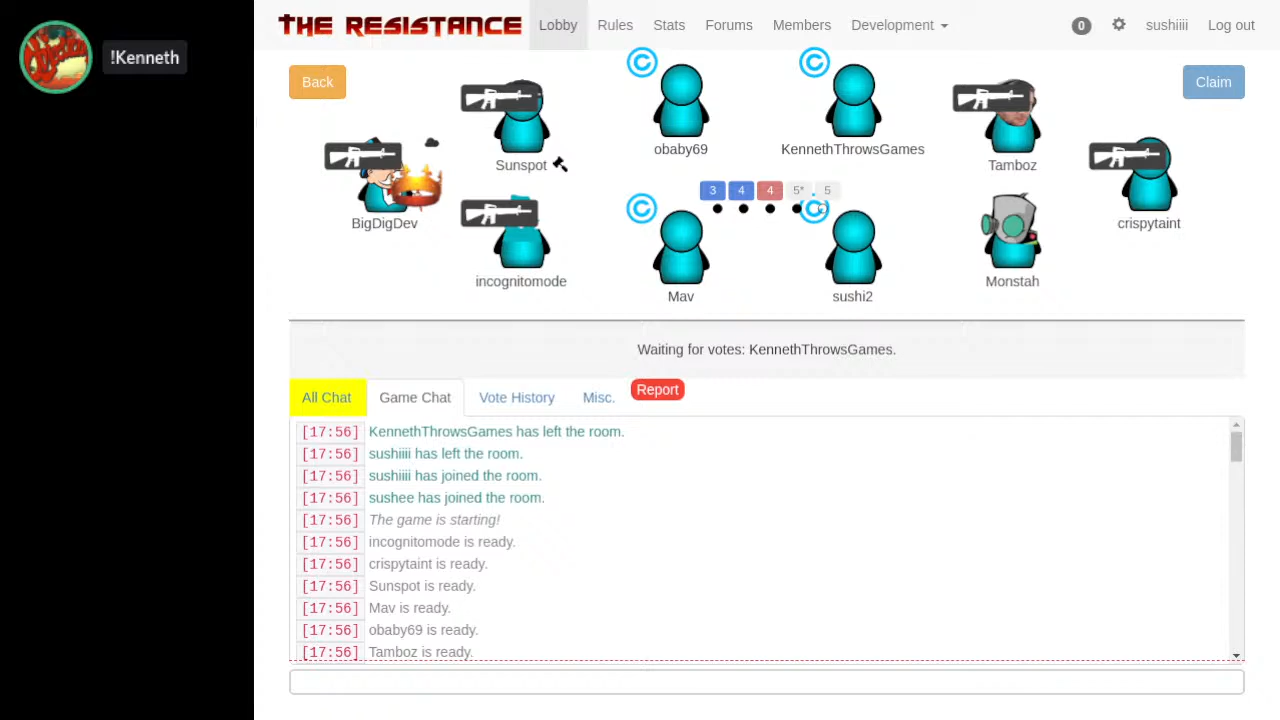 !Kenneth
THE RESISTANCE Lobby Rules Stats Forums Members Development 0 sushiiii Log out
Back
Claim
Sunspot
obaby69
KennethThrowsGames
Tamboz
BigDigDev
crispytaint
3 4 4 5* 5
incognitomode
Mav
sushi2
Monstah
Waiting for votes: KennethThrowsGames.
All Chat Game Chat Vote History Misc. Report
[17:56] KennethThrowsGames has left the room.
[17:56] sushiiii has left the room.
[17:56] sushiiii has joined the room.
[17:56] sushee has joined the room.
[17:56] The game is starting!
[17:56] incognitomode is ready.
[17:56] crispytaint is ready.
[17:56] Sunspot is ready.
[17:56] Mav is ready.
[17:56] obaby69 is ready.
[17:56] Tamboz is ready.